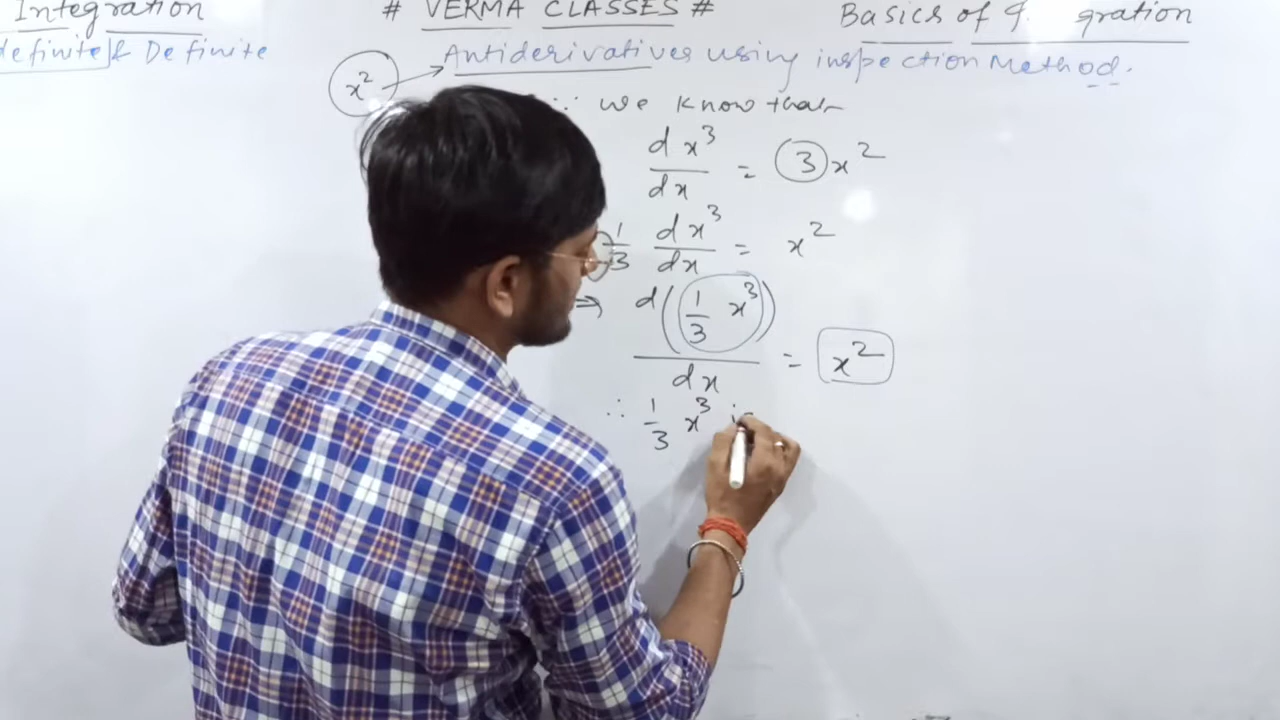 Integration
definite & Definite
# VERMA CLASSES #
Basics of
x²
Antiderivatives using inspection Method.
∵ we know that
d x³ / dx = 3 x²
1/3 d x³ / dx = x²
⇒ d(1/3 x³) / dx = x²
∴ 1/3 x³ is